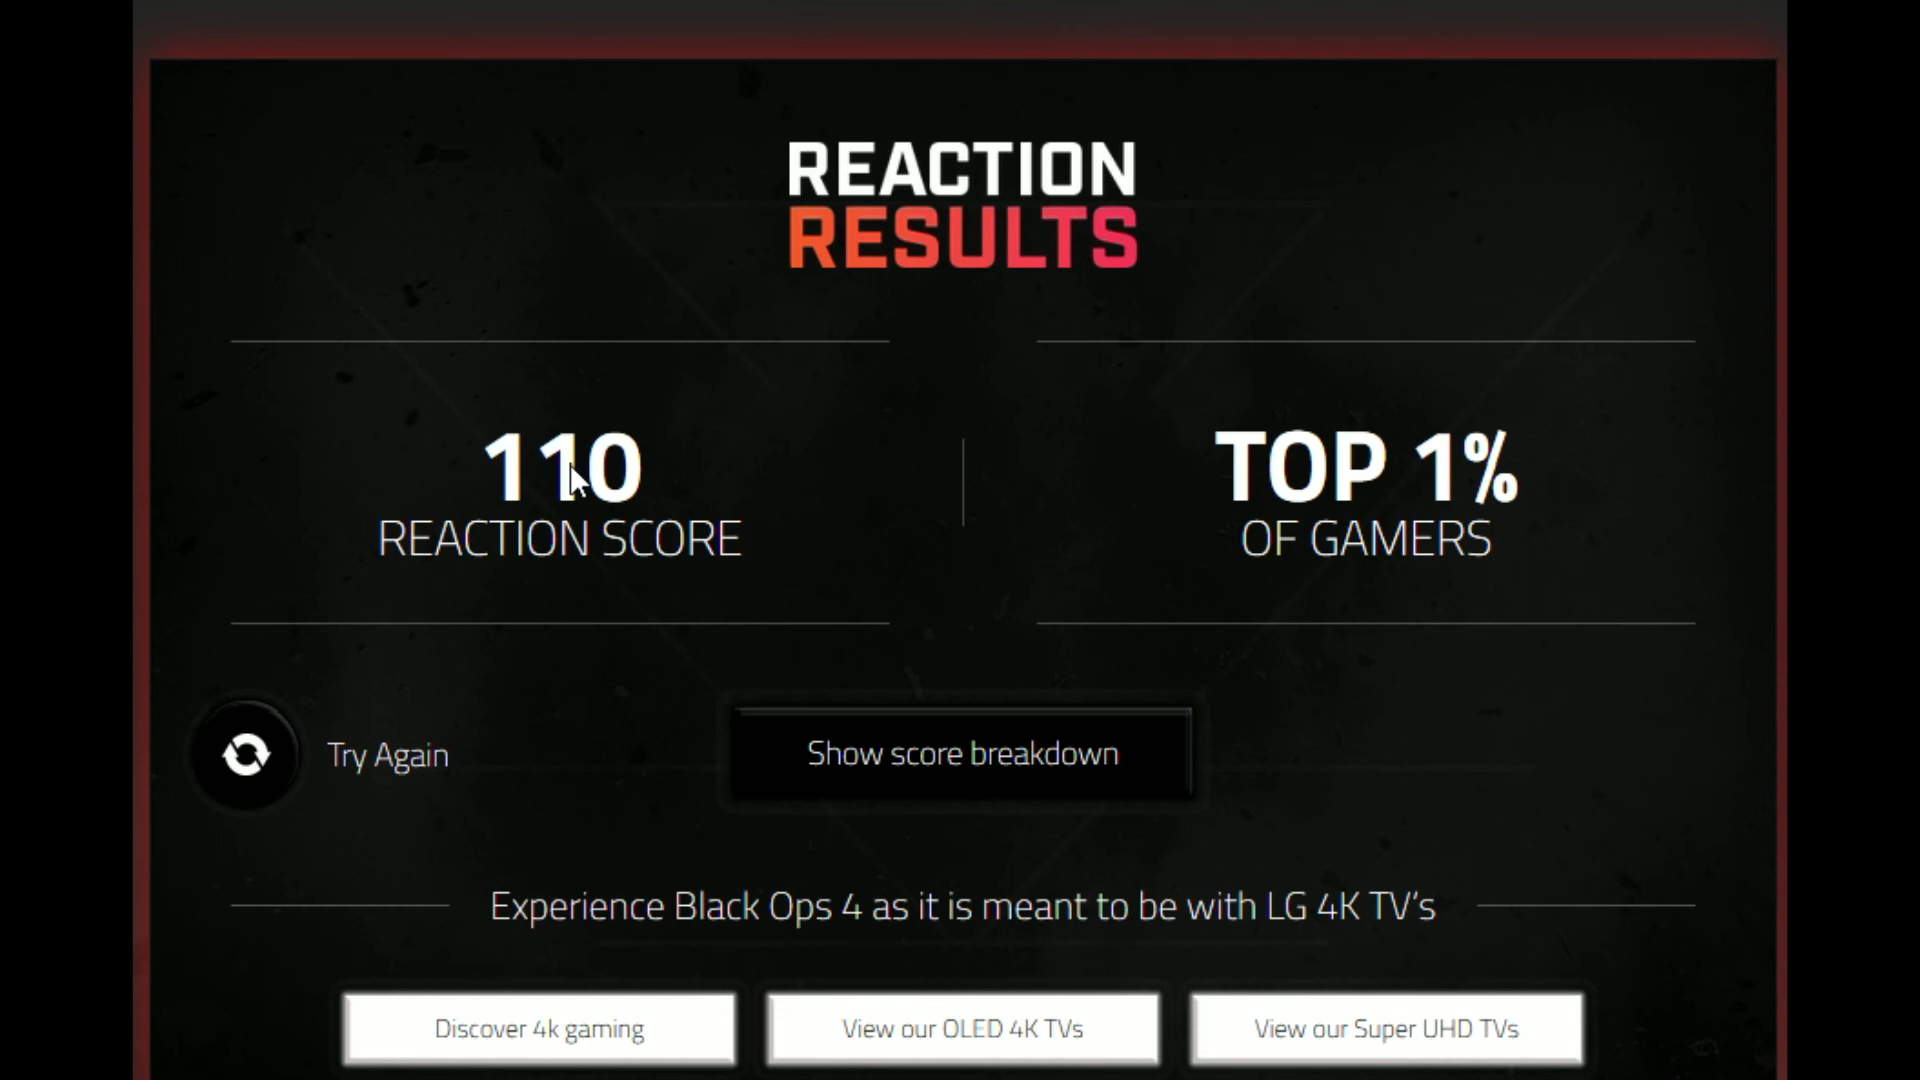 REACTION
RESULTS
110
REACTION SCORE
TOP 1%
OF GAMERS
Try Again
Show score breakdown
Experience Black Ops 4 as it is meant to be with LG 4K TV's
Discover 4k gaming
View our OLED 4K TVs
View our Super UHD TVs